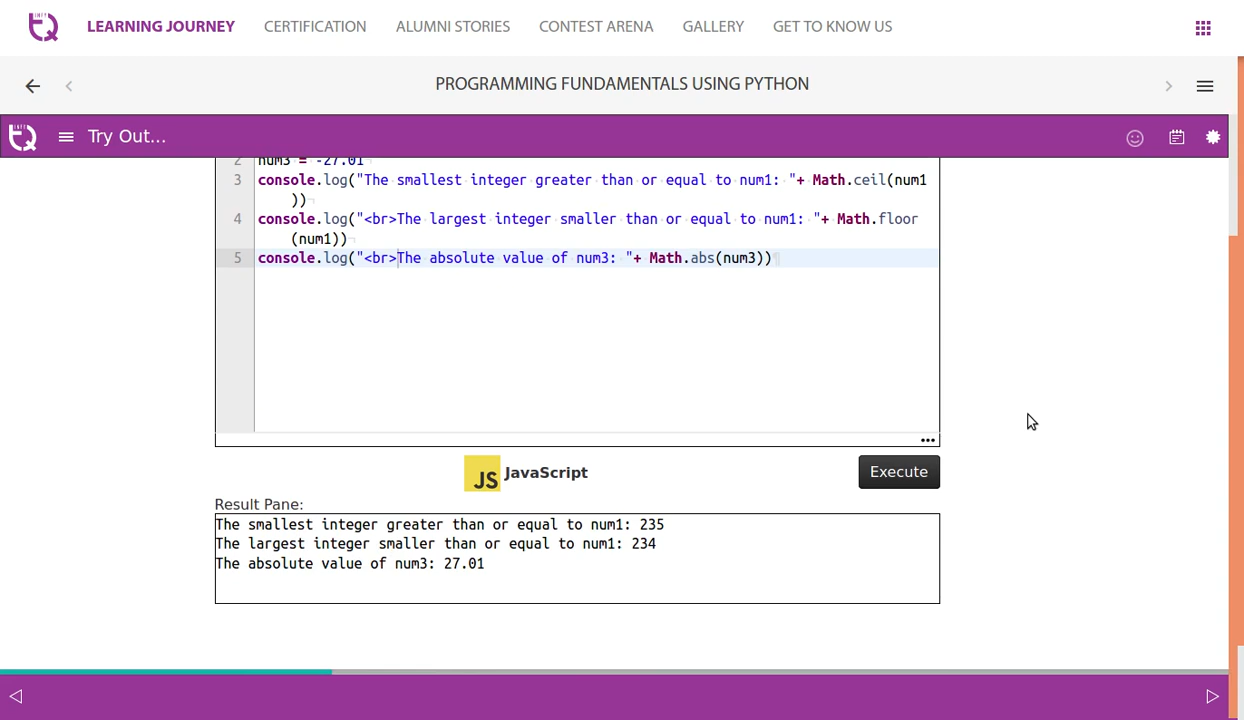 LEARNING JOURNEY CERTIFICATION ALUMNI STORIES CONTEST ARENA GALLERY GET TO KNOW US
PROGRAMMING FUNDAMENTALS USING PYTHON
Try Out...
2 num3 = -27.01
3 console.log("The smallest integer greater than or equal to num1: "+ Math.ceil(num1
))
4 console.log("<br>The largest integer smaller than or equal to num1: "+ Math.floor
(num1))
5 console.log("<br>The absolute value of num3: "+ Math.abs(num3))
JS JavaScript Execute
Result Pane:
The smallest integer greater than or equal to num1: 235
The largest integer smaller than or equal to num1: 234
The absolute value of num3: 27.01